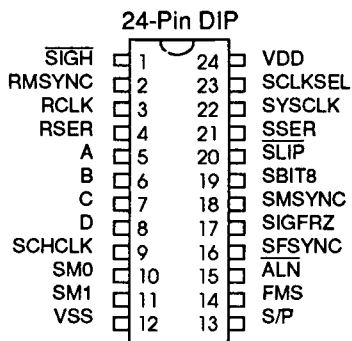 24-Pin DIP
SIGH 1 24 VDD
RMSYNC 2 23 SCLKSEL
RCLK 3 22 SYSCLK
RSER 4 21 SSER
A 5 20 SLIP
B 6 19 SBIT8
C 7 18 SMSYNC
D 8 17 SIGFRZ
SCHCLK 9 16 SFSYNC
SM0 10 15 ALN
SM1 11 14 FMS
VSS 12 13 S/P